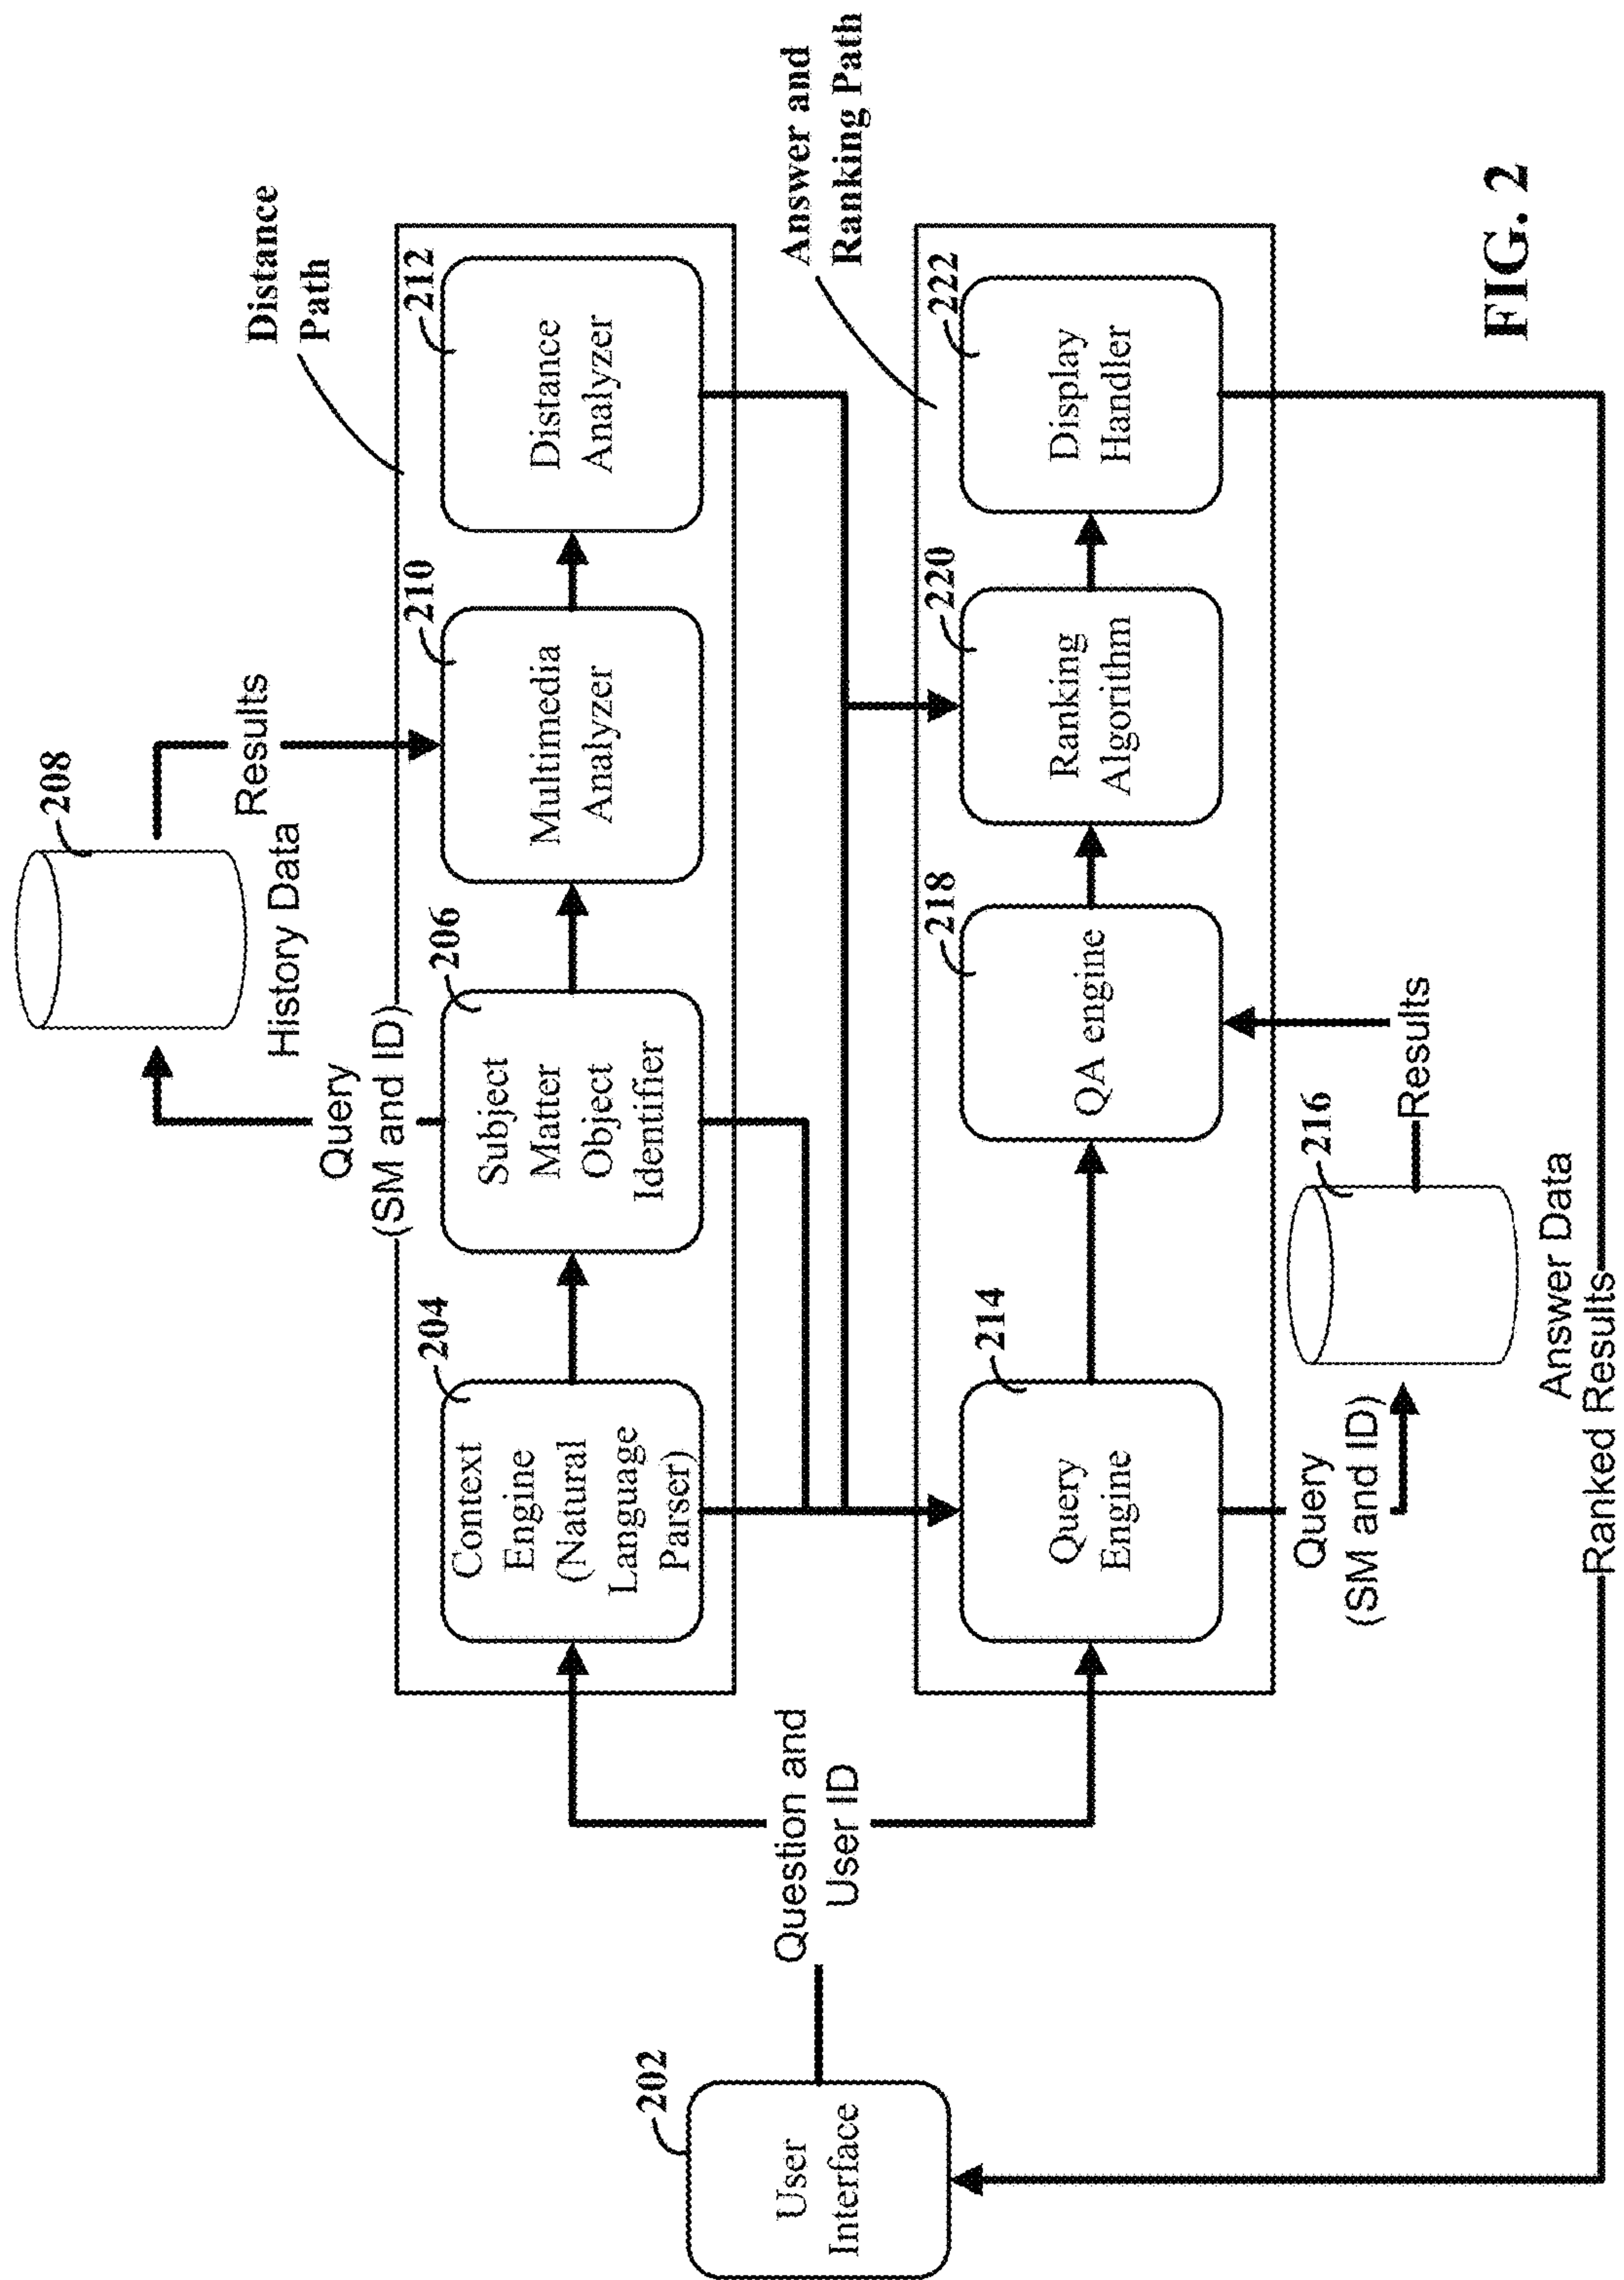 Distance
Path
208
Results
History Data
Query
(SM and ID)
204
Context
Engine
(Natural
Language
Parser)
206
Subject
Matter
Object
Identifier
210
Multimedia
Analyzer
212
Distance
Analyzer
202
User
Interface
Question and
User ID
Answer and
Ranking Path
214
Query
Engine
218
QA engine
220
Ranking
Algorithm
222
Display
Handler
Query
(SM and ID)
216
Results
Answer Data
Ranked Results
FIG. 2